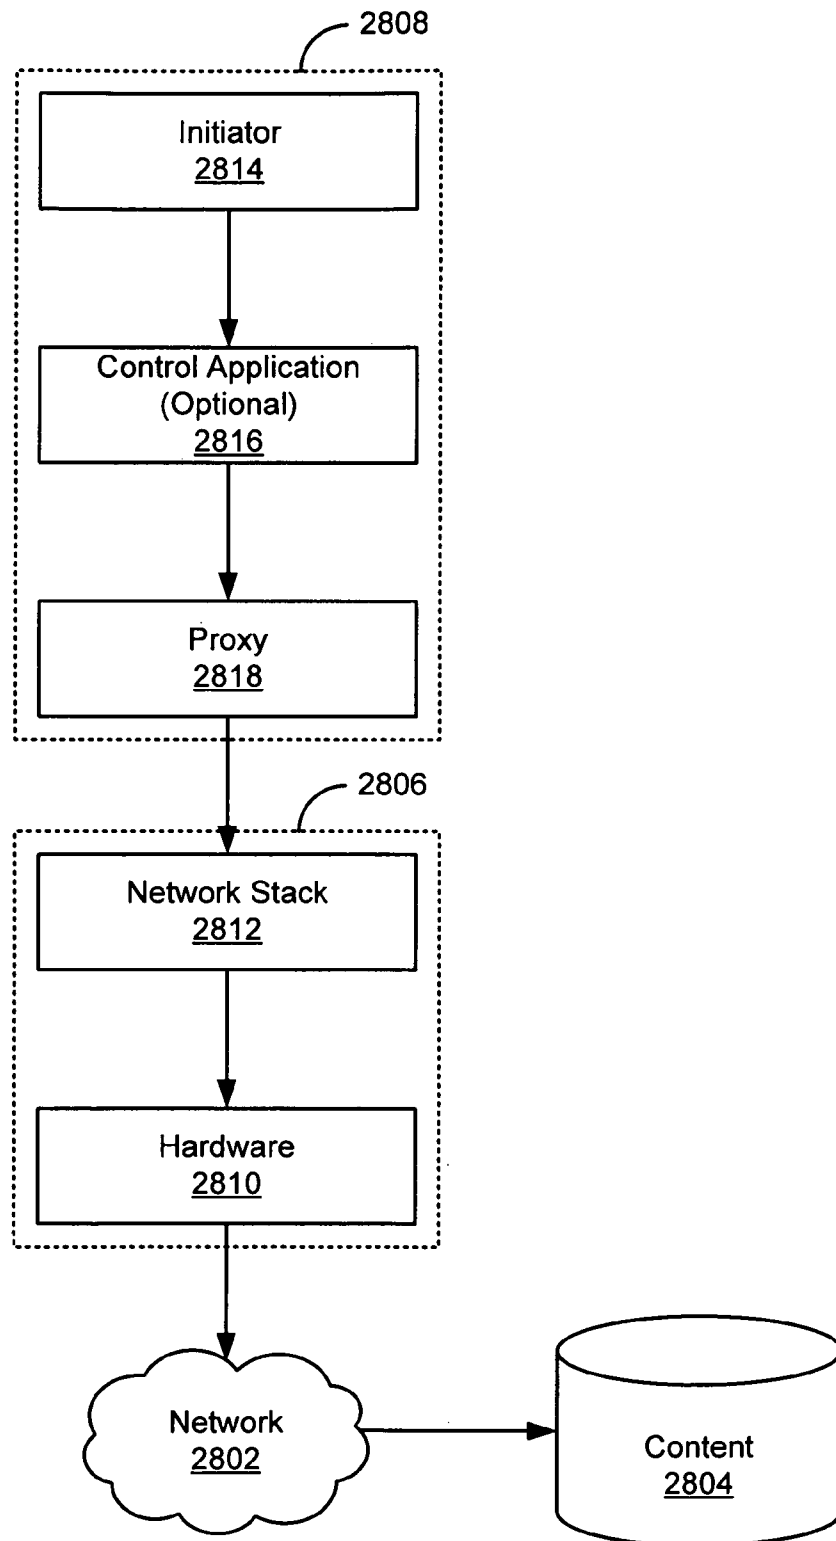 2808
Initiator
2814
Control Application
(Optional)
2816
Proxy
2818
2806
Network Stack
2812
Hardware
2810
Network
2802
Content
2804